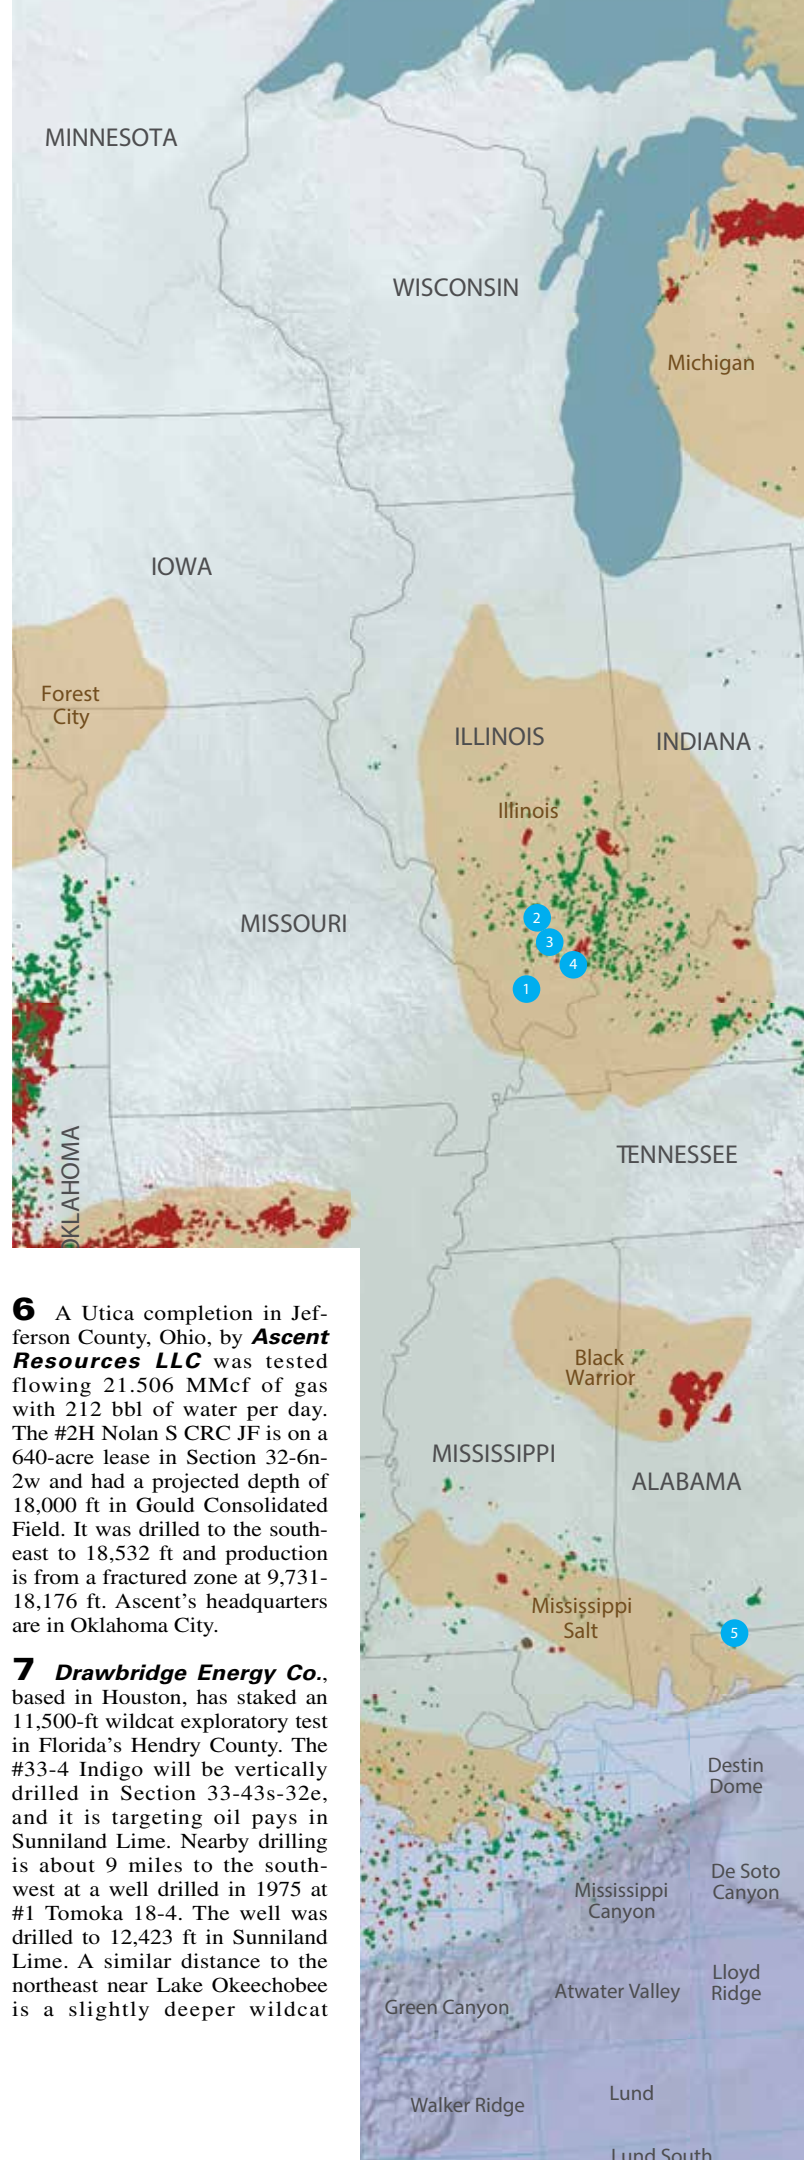 MINNESOTA
WISCONSIN
Michigan
IOWA
Forest
City
ILLINOIS
INDIANA
Illinois
MISSOURI
2
3
4
1
TENNESSEE
OKLAHOMA
6 A Utica completion in Jef-
ferson County, Ohio, by Ascent
Resources LLC was tested
flowing 21.506 MMcf of gas
with 212 bbl of water per day.
The #2H Nolan S CRC JF is on a
640-acre lease in Section 32-6n-
2w and had a projected depth of
18,000 ft in Gould Consolidated
Field. It was drilled to the south-
east to 18,532 ft and production
is from a fractured zone at 9,731-
18,176 ft. Ascent's headquarters
are in Oklahoma City.
7 Drawbridge Energy Co.,
based in Houston, has staked an
11,500-ft wildcat exploratory test
in Florida's Hendry County. The
#33-4 Indigo will be vertically
drilled in Section 33-43s-32e,
and it is targeting oil pays in
Sunniland Lime. Nearby drilling
is about 9 miles to the south-
west at a well drilled in 1975 at
#1 Tomoka 18-4. The well was
drilled to 12,423 ft in Sunniland
Lime. A similar distance to the
northeast near Lake Okeechobee
is a slightly deeper wildcat
Black
Warrior
MISSISSIPPI
ALABAMA
Mississippi
Salt
5
Destin
Dome
De Soto
Canyon
Mississippi
Canyon
Lloyd
Ridge
Atwater Valley
Green Canyon
Lund
Walker Ridge
Lund South